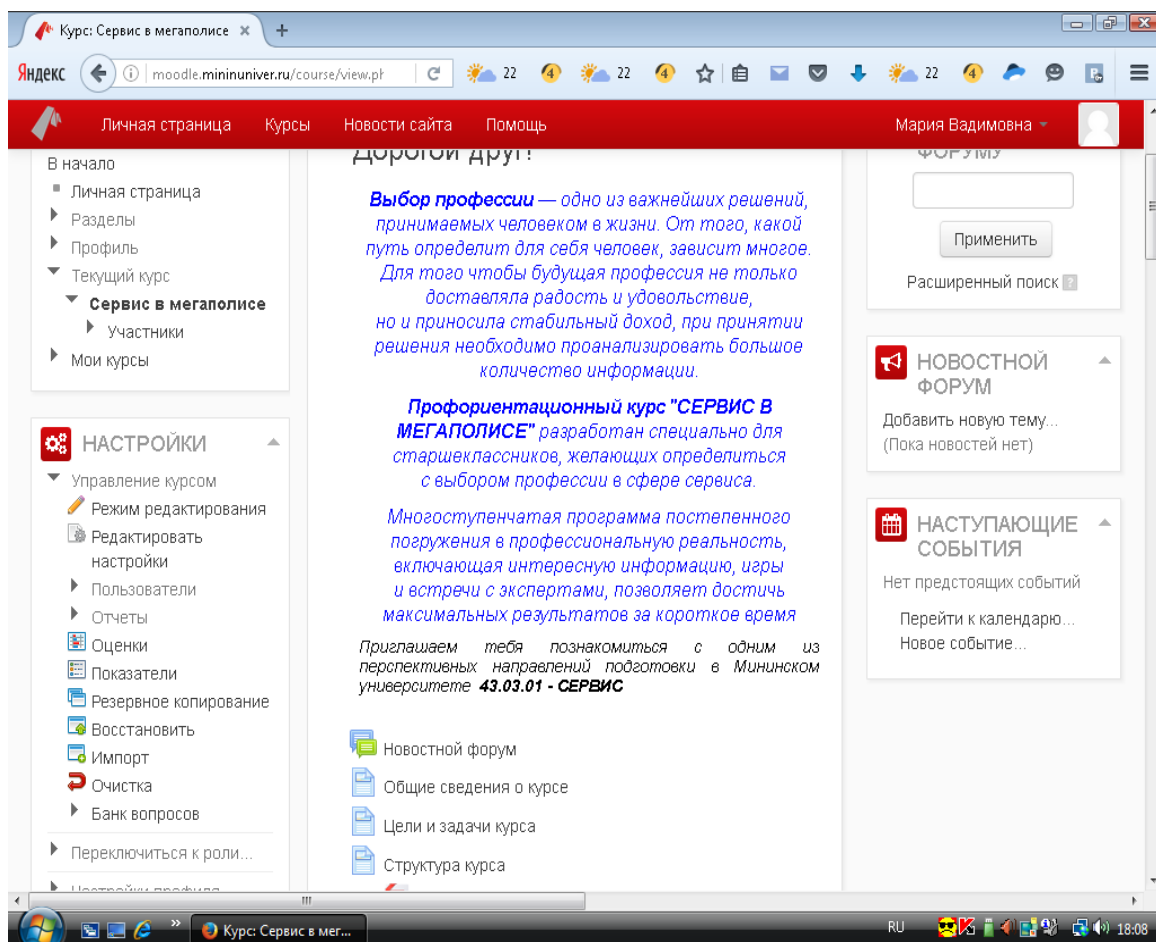 Курс: Сервис в мегаполисе
Яндекс
moodle.mininuniver.ru/course/view.ph
22
4
22
4
22
4
Личная страница
Курсы
Новости сайта
Помощь
Мария Вадимовна
В начало
Личная страница
Разделы
Профиль
Текущий курс
Сервис в мегаполисе
Участники
Мои курсы
НАСТРОЙКИ
Управление курсом
Режим редактирования
Редактировать
настройки
Пользователи
Отчеты
Оценки
Показатели
Резервное копирование
Восстановить
Импорт
Очистка
Банк вопросов
Переключиться к роли...
Настройки профиля
Дорогой друг!
Выбор профессии — одно из важнейших решений,
принимаемых человеком в жизни. От того, какой
путь определит для себя человек, зависит многое.
Для того чтобы будущая профессия не только
доставляла радость и удовольствие,
но и приносила стабильный доход, при принятии
решения необходимо проанализировать большое
количество информации.
Профориентационный курс "СЕРВИС В
МЕГАПОЛИСЕ" разработан специально для
старшеклассников, желающих определиться
с выбором профессии в сфере сервиса.
Многоступенчатая программа постепенного
погружения в профессиональную реальность,
включающая интересную информацию, игры
и встречи с экспертами, позволяет достичь
максимальных результатов за короткое время
Приглашаем тебя познакомиться с одним из
перспективных направлений подготовки в Мининском
университете 43.03.01 - СЕРВИС
Новостной форум
Общие сведения о курсе
Цели и задачи курса
Структура курса
ФОРУМУ
Применить
Расширенный поиск ?
НОВОСТНОЙ
ФОРУМ
Добавить новую тему...
(Пока новостей нет)
НАСТУПАЮЩИЕ
СОБЫТИЯ
Нет предстоящих событий
Перейти к календарю...
Новое событие...
Курс: Сервис в мег...
RU
18:08